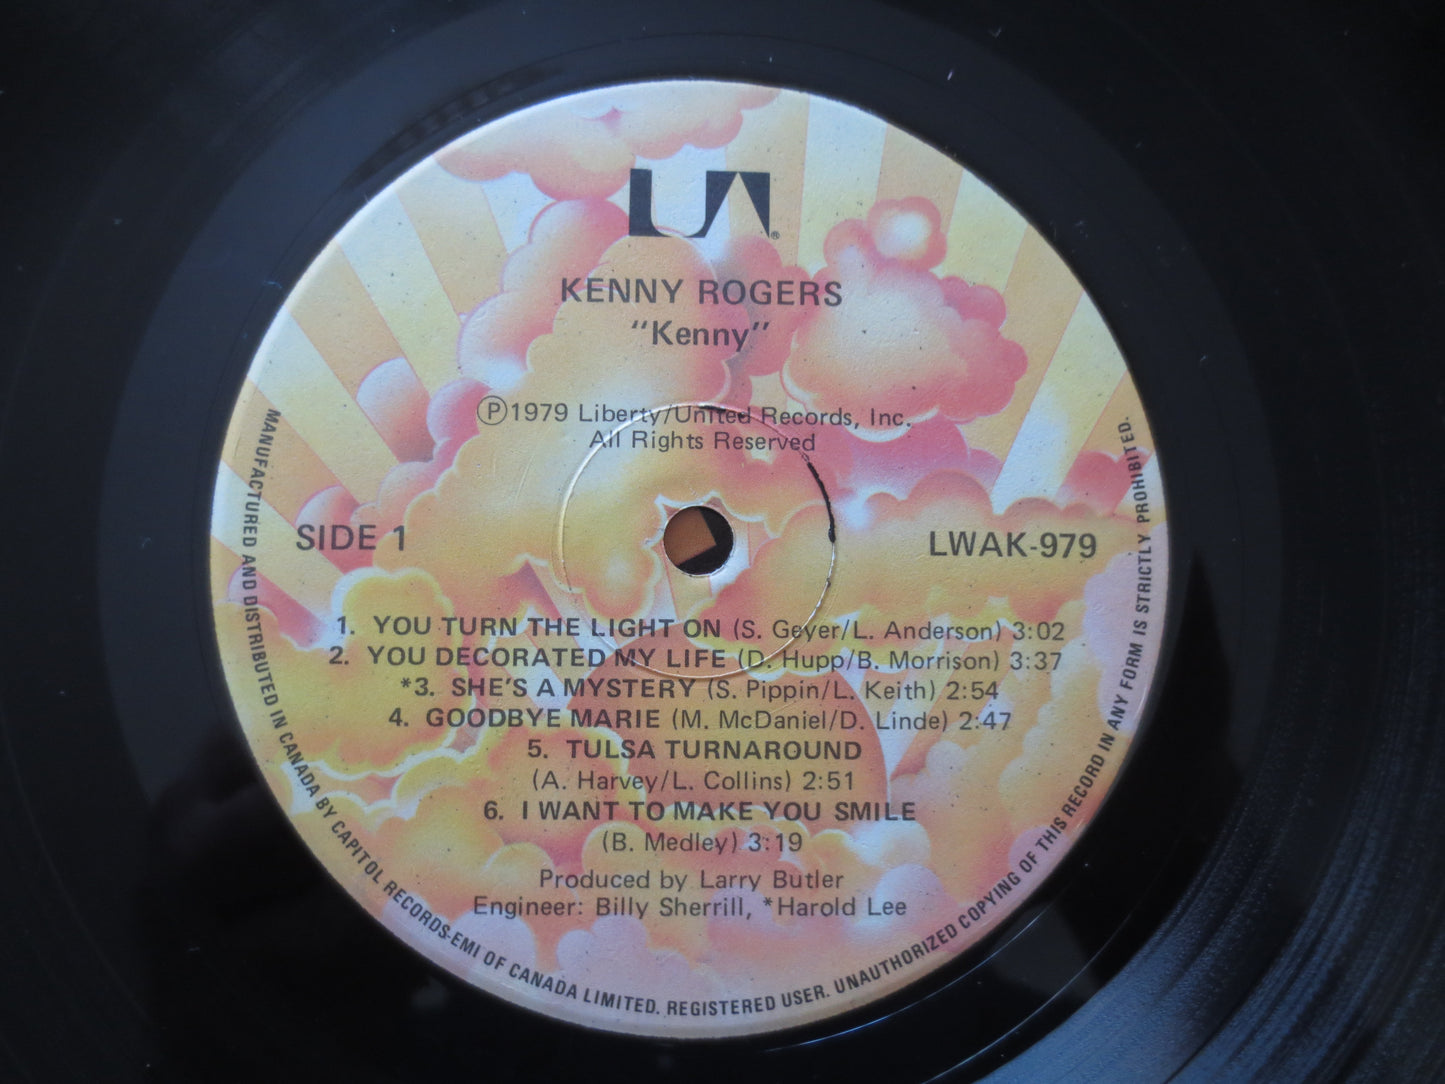 UA®
KENNY ROGERS
"Kenny"
Ⓟ1979 Liberty/United Records, Inc.
All Rights Reserved
SIDE 1
LWAK-979
1. YOU TURN THE LIGHT ON (S. Geyer/L. Anderson) 3:02
2. YOU DECORATED MY LIFE (D. Hupp/B. Morrison) 3:37
*3. SHE'S A MYSTERY (S. Pippin/L. Keith) 2:54
4. GOODBYE MARIE (M. McDaniel/D. Linde) 2:47
5. TULSA TURNAROUND
(A. Harvey/L. Collins) 2:51
6. I WANT TO MAKE YOU SMILE
(B. Medley) 3:19
Produced by Larry Butler
Engineer: Billy Sherrill, *Harold Lee
MANUFACTURED AND DISTRIBUTED IN CANADA BY CAPITOL RECORDS-EMI OF CANADA LIMITED. REGISTERED USER. UNAUTHORIZED COPYING OF THIS RECORD IN ANY FORM IS STRICTLY PROHIBITED.